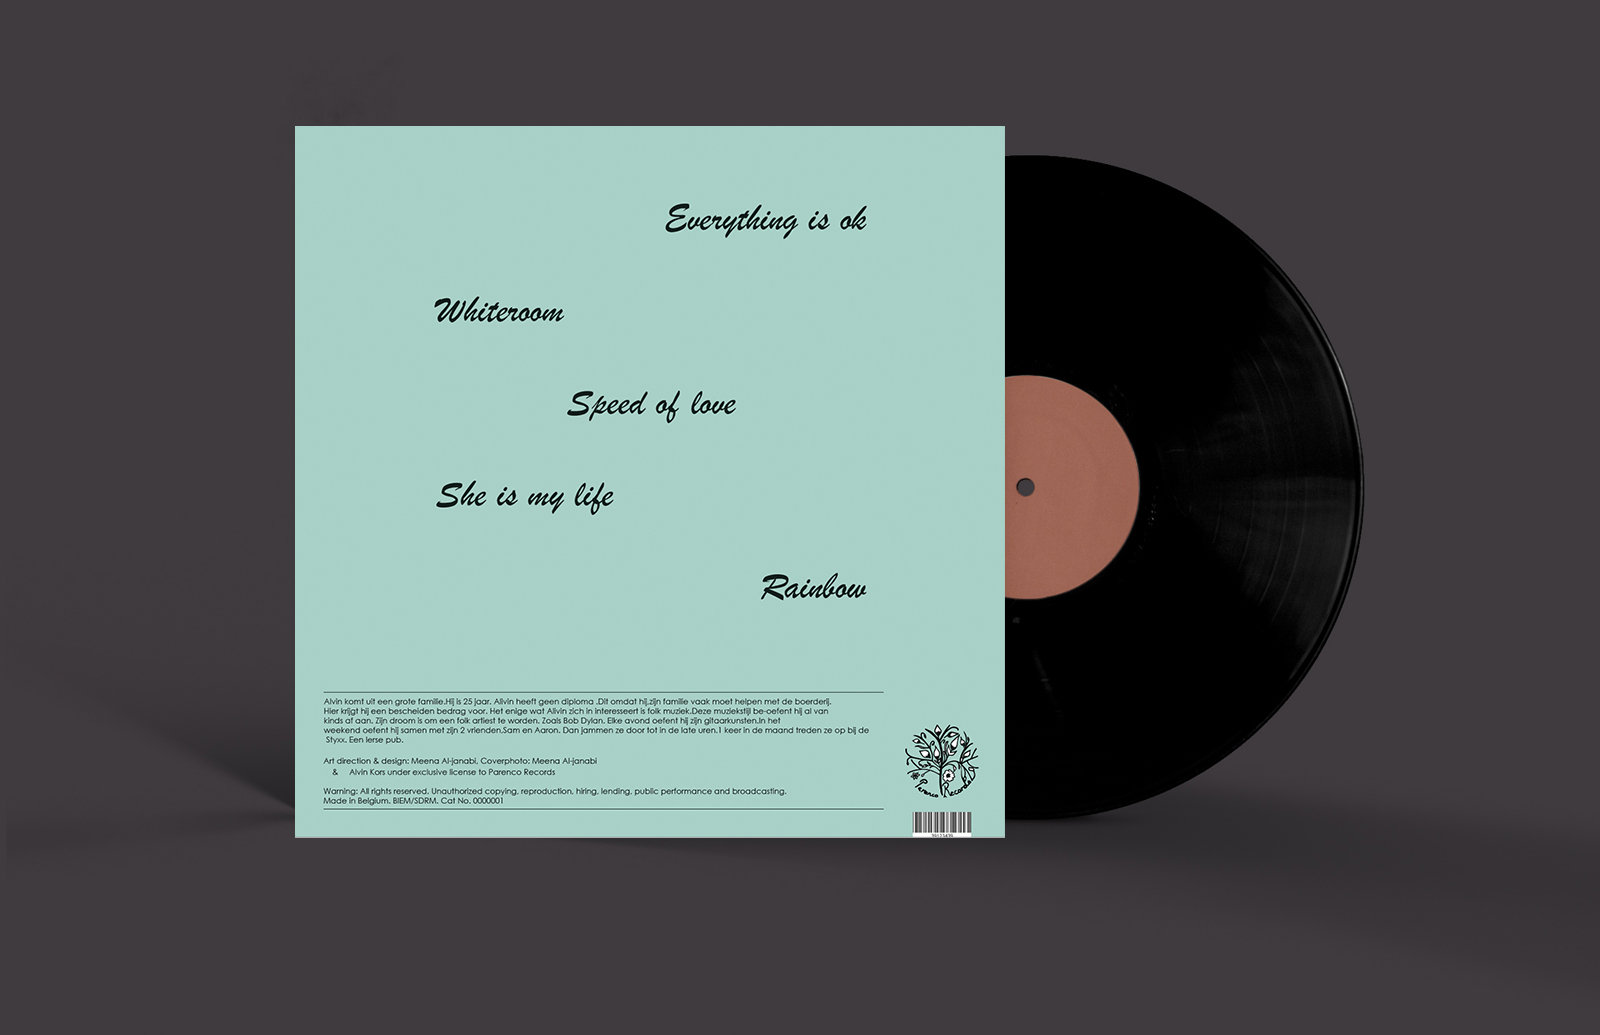 Everything is ok
Whiteroom
Speed of love
She is my life
Rainbow
Alvin komt uit een grote familie.Hij is 25 jaar. Alivin heeft geen diploma .Dit omdat hij,zijn familie vaak moet helpen met de boerderij.
Hier krijgt hij een bescheiden bedrag voor. Het enige wat Alivin zich in interesseert is folk muziek.Deze muziekstijl be-oefent hij al van
kinds af aan. Zijn droom is om een folk artiest te worden. Zoals Bob Dylan. Elke avond oefent hij zijn gitaarkunsten.In het
weekend oefent hij samen met zijn 2 vrienden,Sam en Aaron. Dan jammen ze door tot in de late uren.1 keer in de maand treden ze op bij de
Styxx. Een Ierse pub.
Art direction & design: Meena Al-janabi, Coverphoto: Meena Al-janabi
& Alvin Kors under exclusive license to Parenco Records
Warning: All rights reserved. Unauthorized copying, reproduction, hiring, lending, public performance and broadcasting.
Made in Belgium. BIEM/SDRM. Cat No. 0000001
Parenco Records